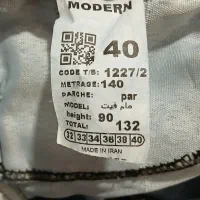 MODERN
40
CODE T/S: 1227/2
METRAGE: 140
PARCHE: par
MODEL: مام فیت
height: 90
TOTAL: 132
32 33 34 36 38 40
MADE IN IRAN